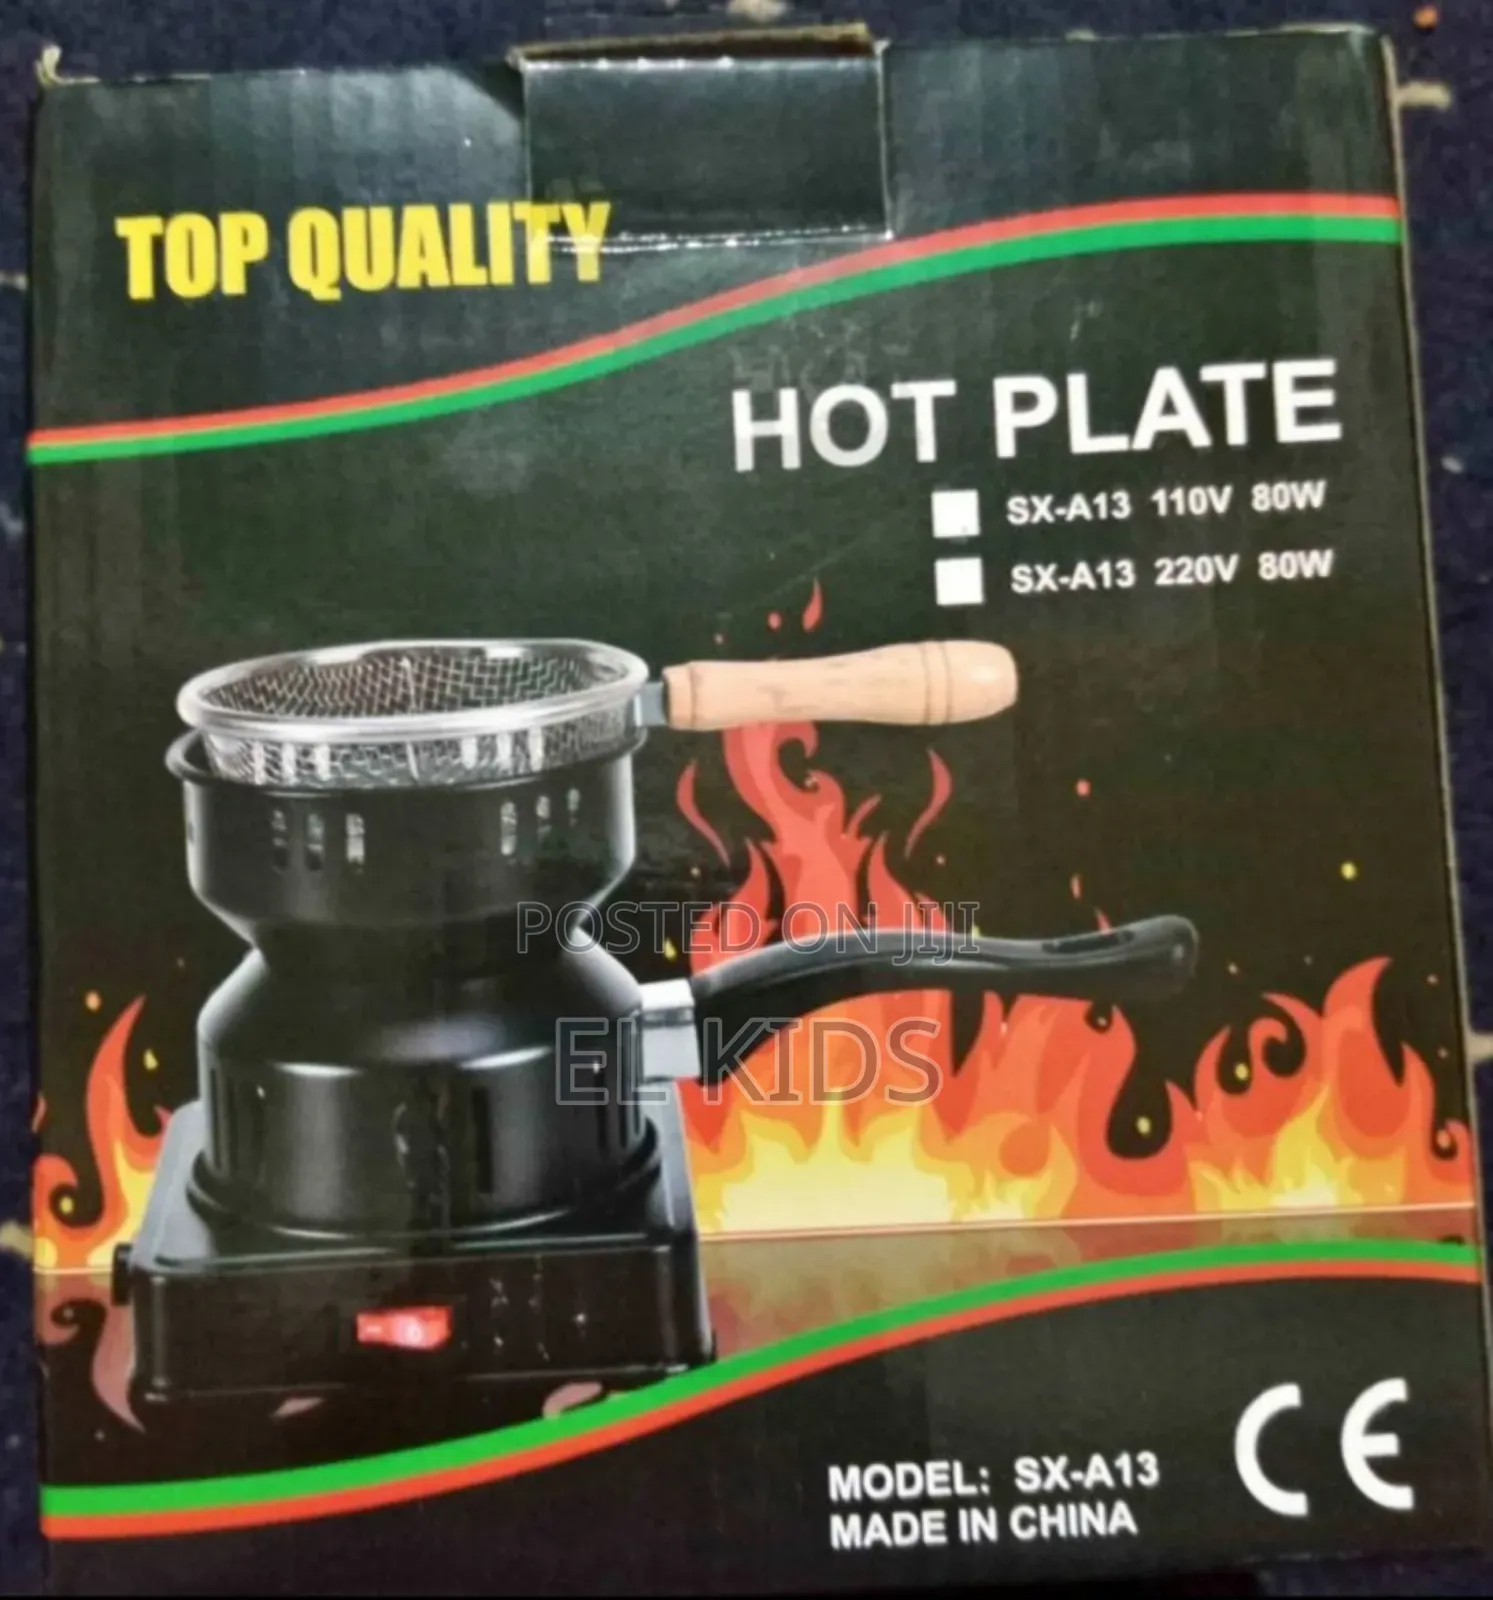 TOP QUALITY
HOT PLATE
SX-A13 110V 80W
SX-A13 220V 80W
POSTED ON JIJI
EL KIDS
MODEL: SX-A13
MADE IN CHINA
CE